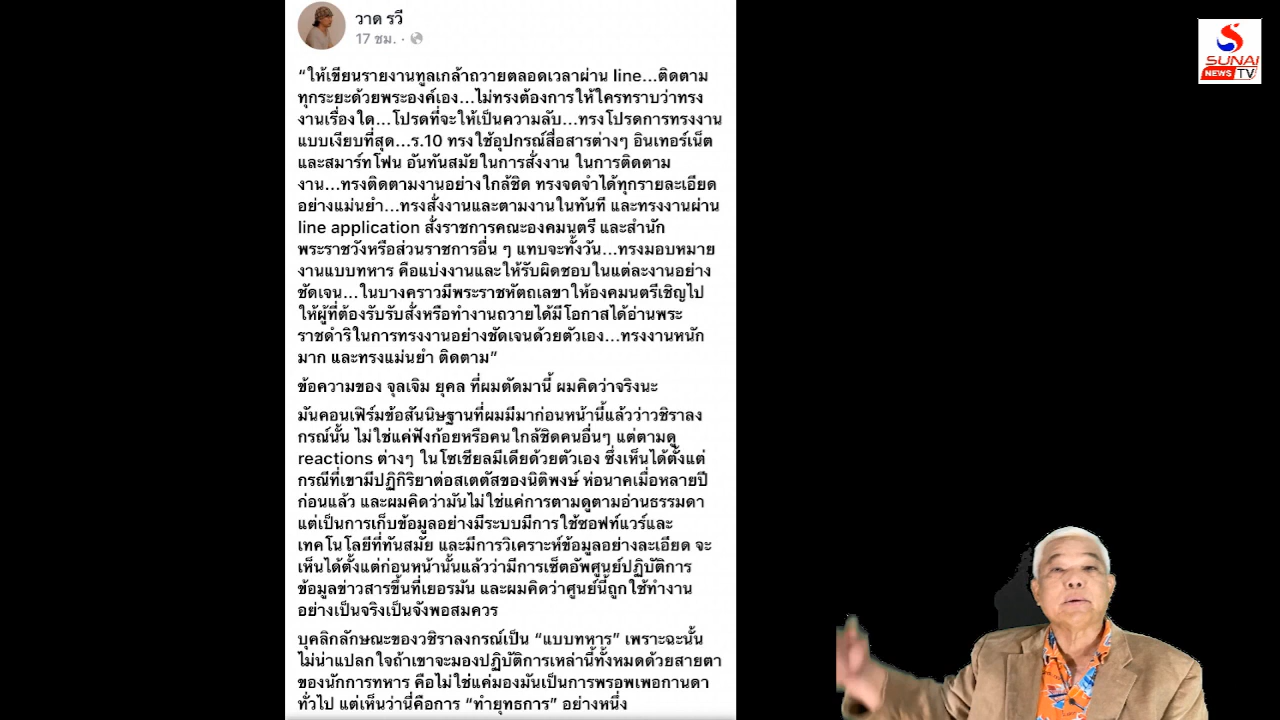 วาด รวี
17 ชม. ·
“ให้เขียนรายงานทูลเกล้าถวายตลอดเวลาผ่าน line...ติดตาม
ทุกระยะด้วยพระองค์เอง...ไม่ทรงต้องการให้ใครทราบว่าทรง
งานเรื่องใด...โปรดที่จะให้เป็นความลับ...ทรงโปรดการทรงงาน
แบบเงียบที่สุด...ร.10 ทรงใช้อุปกรณ์สื่อสารต่างๆ อินเทอร์เน็ต
และสมาร์ทโฟน อันทันสมัยในการสั่งงาน ในการติดตาม
งาน...ทรงติดตามงานอย่างใกล้ชิด ทรงจดจำได้ทุกรายละเอียด
อย่างแม่นยำ...ทรงสั่งงานและตามงานในทันที และทรงงานผ่าน
line application สั่งราชการคณะองคมนตรี และสำนัก
พระราชวังหรือส่วนราชการอื่น ๆ แทบจะทั้งวัน...ทรงมอบหมาย
งานแบบทหาร คือแบ่งงานและให้รับผิดชอบในแต่ละงานอย่าง
ชัดเจน...ในบางคราวมีพระราชหัตถเลขาให้องคมนตรีเชิญไป
ให้ผู้ที่ต้องรับรับสั่งหรือทำงานถวายได้มีโอกาสได้อ่านพระ
ราชดำริในการทรงงานอย่างชัดเจนด้วยตัวเอง...ทรงงานหนัก
มาก และทรงแม่นยำ ติดตาม”
ข้อความของ จุลเจิม ยุคล ที่ผมตัดมานี้ ผมคิดว่าจริงนะ
มันคอนเฟิร์มข้อสันนิษฐานที่ผมมีมาก่อนหน้านี้แล้วว่าวชิราลง
กรณ์นั้น ไม่ใช่แค่ฟังก้อยหรือคนใกล้ชิดคนอื่นๆ แต่ตามดู
reactions ต่างๆ ในโซเชียลมีเดียด้วยตัวเอง ซึ่งเห็นได้ตั้งแต่
กรณีที่เขามีปฏิกิริยาต่อสเตตัสของนิติพงษ์ ห่อนาคเมื่อหลายปี
ก่อนแล้ว และผมคิดว่ามันไม่ใช่แค่การตามดูตามอ่านธรรมดา
แต่เป็นการเก็บข้อมูลอย่างมีระบบมีการใช้ซอฟท์แวร์และ
เทคโนโลยีที่ทันสมัย และมีการวิเคราะห์ข้อมูลอย่างละเอียด จะ
เห็นได้ตั้งแต่ก่อนหน้านั้นแล้วว่ามีการเซ็ตอัพศูนย์ปฏิบัติการ
ข้อมูลข่าวสารขึ้นที่เยอรมัน และผมคิดว่าศูนย์นี้ถูกใช้ทำงาน
อย่างเป็นจริงเป็นจังพอสมควร
บุคลิกลักษณะของวชิราลงกรณ์เป็น “แบบทหาร” เพราะฉะนั้น
ไม่น่าแปลกใจถ้าเขาจะมองปฏิบัติการเหล่านี้ทั้งหมดด้วยสายตา
ของนักการทหาร คือไม่ใช่แค่มองมันเป็นการพรอพเพอกานดา
ทั่วไป แต่เห็นว่านี่คือการ “ทำยุทธการ” อย่างหนึ่ง
SUNAI
NEWS TV